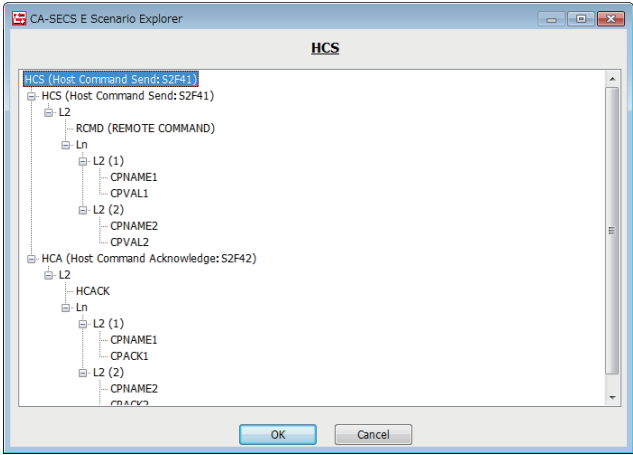 CA-SECS E Scenario Explorer
HCS
HCS (Host Command Send:S2F41)
HCS (Host Command Send:S2F41)
L2
RCMD (REMOTE COMMAND)
Ln
L2 (1)
CPNAME1
CPVAL1
L2 (2)
CPNAME2
CPVAL2
HCA (Host Command Acknowledge:S2F42)
L2
HCACK
Ln
L2 (1)
CPNAME1
CPACK1
L2 (2)
CPNAME2
CPACK2
OK
Cancel